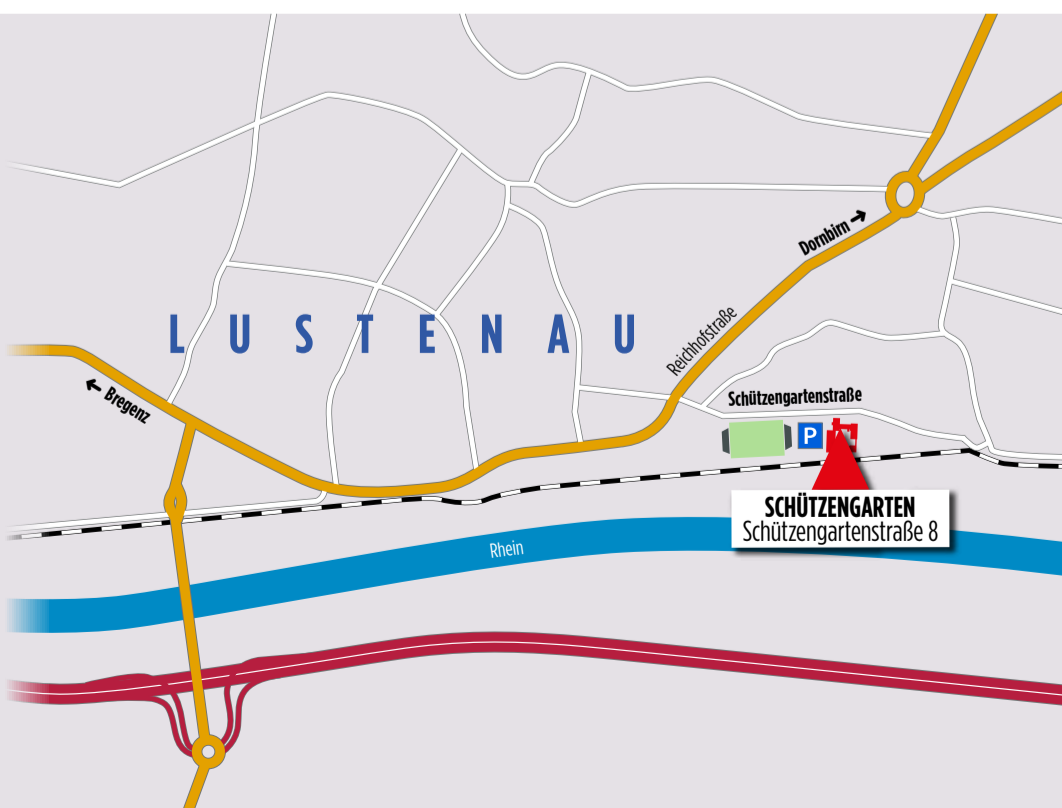 Dornbirn →
Reichhofstraße
LUSTENAU
← Bregenz
Schützengartenstraße
P
SCHÜTZENGARTEN
Schützengartenstraße 8
Rhein